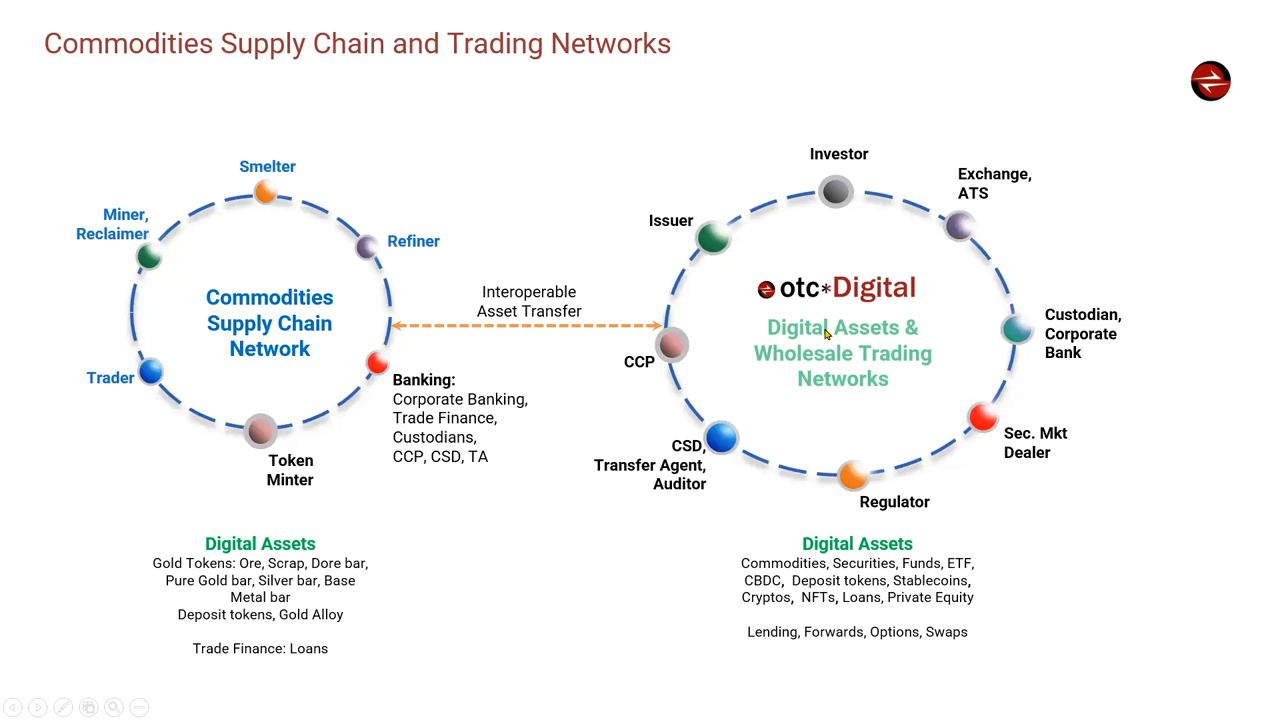 Commodities Supply Chain and Trading Networks
Smelter
Miner,
Reclaimer
Refiner
Commodities
Supply Chain
Network
Trader
Banking:
Corporate Banking,
Trade Finance,
Custodians,
CCP, CSD, TA
Token
Minter
Interoperable
Asset Transfer
Investor
Exchange,
ATS
Issuer
otc*Digital
Digital Assets &
Wholesale Trading
Networks
Custodian,
Corporate
Bank
CCP
Sec. Mkt
Dealer
CSD,
Transfer Agent,
Auditor
Regulator
Digital Assets
Gold Tokens: Ore, Scrap, Dore bar,
Pure Gold bar, Silver bar, Base
Metal bar
Deposit tokens, Gold Alloy
Trade Finance: Loans
Digital Assets
Commodities, Securities, Funds, ETF,
CBDC, Deposit tokens, Stablecoins,
Cryptos, NFTs, Loans, Private Equity
Lending, Forwards, Options, Swaps